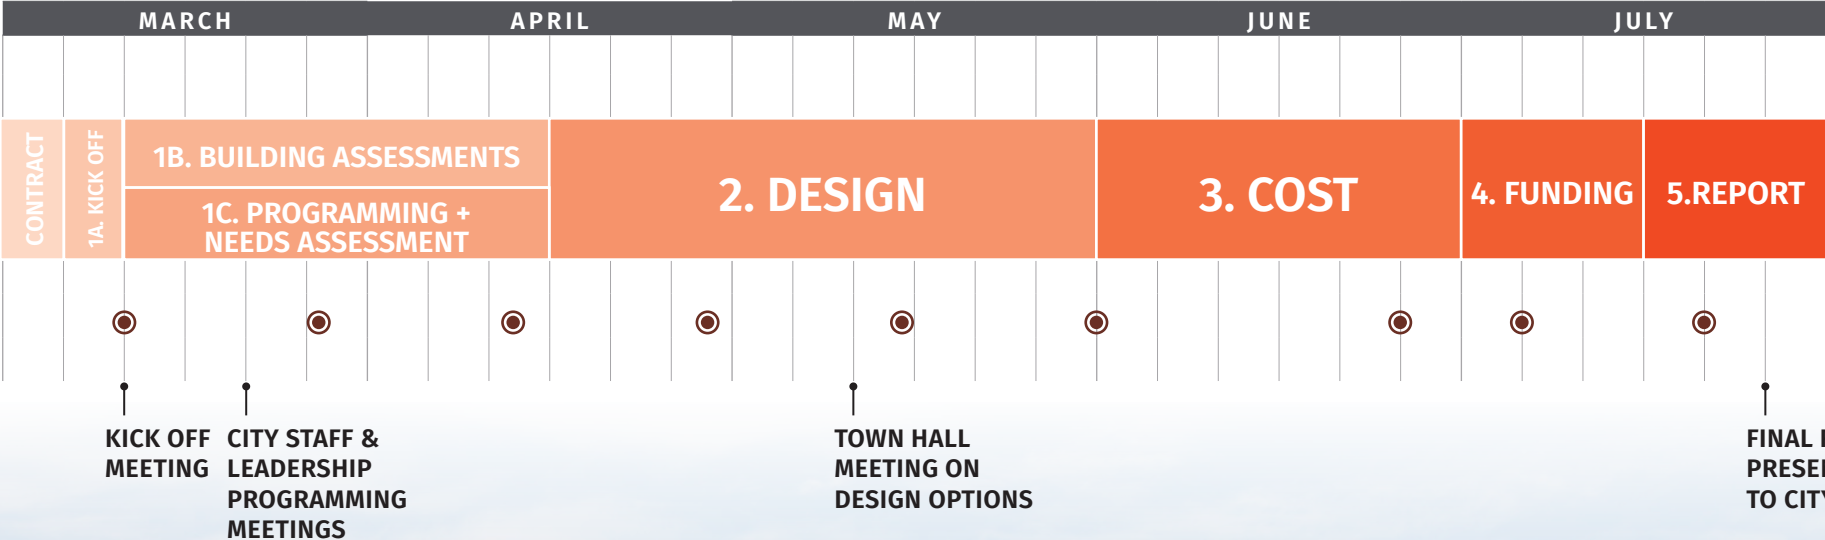 MARCH APRIL MAY JUNE JULY
CONTRACT
1A. KICK OFF
1B. BUILDING ASSESSMENTS
1C. PROGRAMMING +
NEEDS ASSESSMENT
2. DESIGN
3. COST
4. FUNDING
5.REPORT
KICK OFF
MEETING
CITY STAFF &
LEADERSHIP
PROGRAMMING
MEETINGS
TOWN HALL
MEETING ON
DESIGN OPTIONS
FINAL
TO